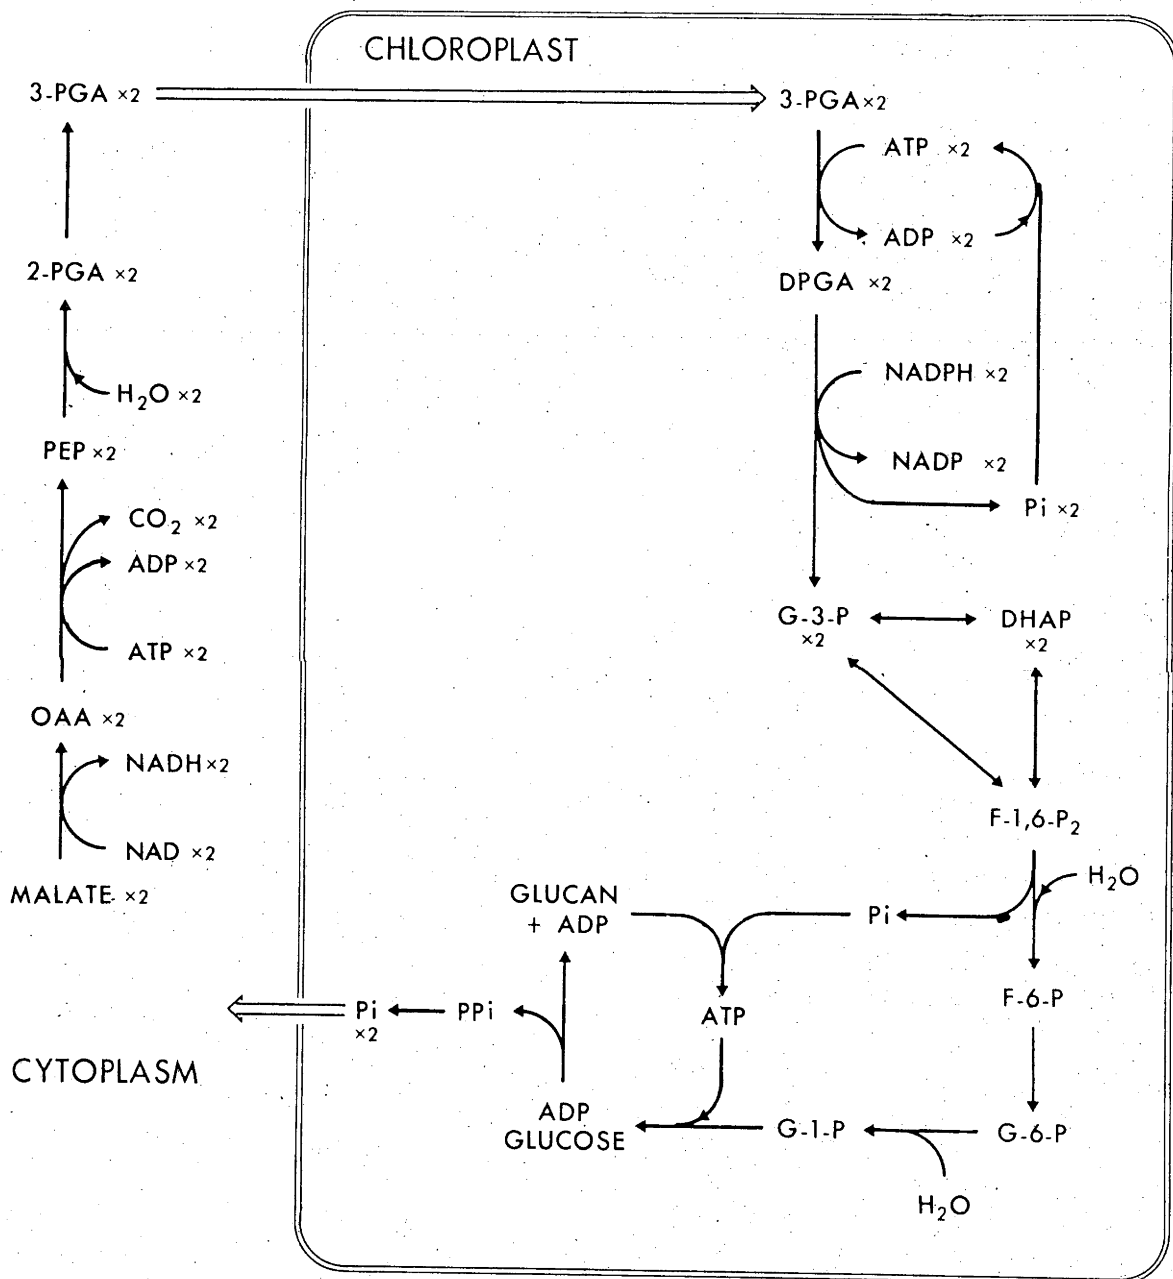 CHLOROPLAST
3-PGA ×2
3-PGA×2
ATP ×2
ADP ×2
2-PGA ×2
DPGA ×2
H₂O ×2
NADPH ×2
PEP ×2
NADP ×2
Pi ×2
CO₂ ×2
ADP ×2
ATP ×2
G-3-P
×2
DHAP
×2
OAA ×2
NADH×2
NAD ×2
MALATE ×2
F-1,6-P₂
H₂O
GLUCAN
+ ADP
Pi
F-6-P
Pi
×2
PPi
ATP
CYTOPLASM
ADP
GLUCOSE
G-1-P
G-6-P
H₂O